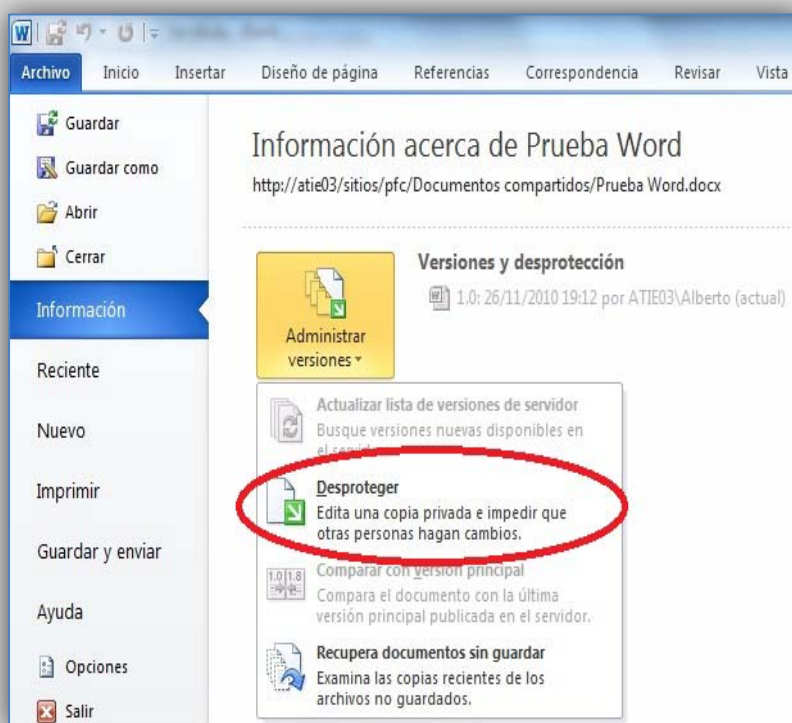 Archivo Inicio Insertar Diseño de página Referencias Correspondencia Revisar Vista
Guardar
Guardar como
Abrir
Cerrar
Información
Reciente
Nuevo
Imprimir
Guardar y enviar
Ayuda
Opciones
Salir
Información acerca de Prueba Word
http://atie03/sitios/pfc/Documentos compartidos/Prueba Word.docx
Administrar
versiones
Versiones y desprotección
1.0: 26/11/2010 19:12 por ATIE03\Alberto (actual)
Actualizar lista de versiones de servidor
Busque versiones nuevas disponibles en
el servidor
Desproteger
Edita una copia privada e impedir que
otras personas hagan cambios.
1.0 1.8
Comparar con versión principal
Compara el documento con la última
versión principal publicada en el servidor.
Recupera documentos sin guardar
Examina las copias recientes de los
archivos no guardados.